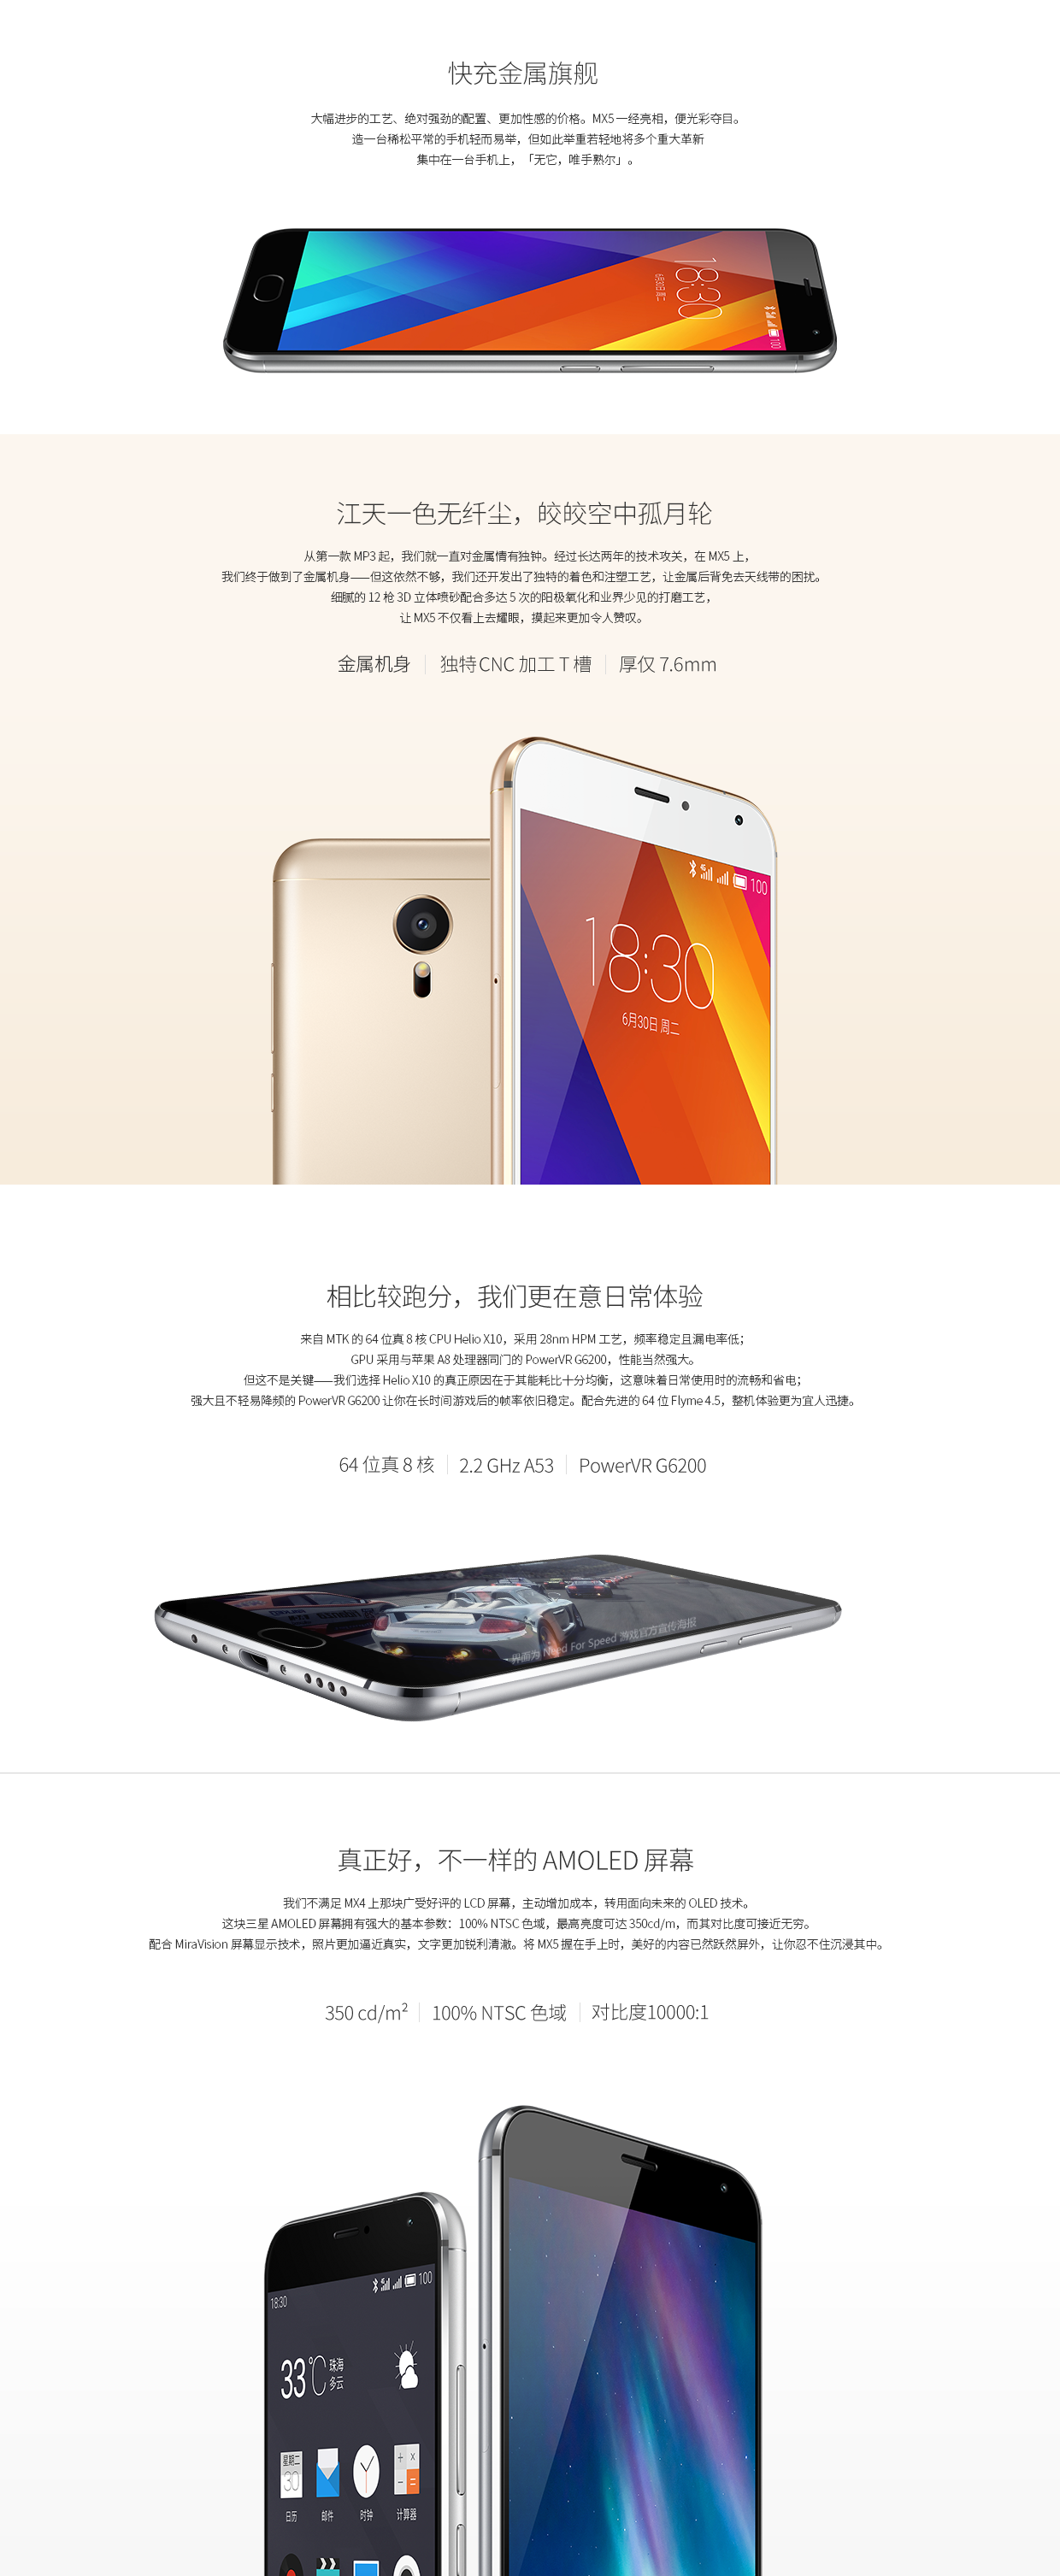 快充金属旗舰
大幅进步的工艺、绝对强劲的配置、更加性感的价格。MX5 一经亮相，便光彩夺目。
造一台稀松平常的手机轻而易举，但如此举重若轻地将多个重大革新
集中在一台手机上，「无它，唯手熟尔」。
18:30
6月30日 周二
100
江天一色无纤尘，皎皎空中孤月轮
从第一款 MP3 起，我们就一直对金属情有独钟。经过长达两年的技术攻关，在 MX5 上，
我们终于做到了金属机身——但这依然不够，我们还开发出了独特的着色和注塑工艺，让金属后背免去天线带的困扰。
细腻的 12 枪 3D 立体喷砂配合多达 5 次的阳极氧化和业界少见的打磨工艺，
让 MX5 不仅看上去耀眼，摸起来更加令人赞叹。
金属机身 独特 CNC 加工 T 槽 厚仅 7.6mm
4G 100
18:30
6月30日 周二
相比较跑分，我们更在意日常体验
来自 MTK 的 64 位真 8 核 CPU Helio X10，采用 28nm HPM 工艺，频率稳定且漏电率低；
GPU 采用与苹果 A8 处理器同门的 PowerVR G6200，性能当然强大。
但这不是关键——我们选择 Helio X10 的真正原因在于其能耗比十分均衡，这意味着日常使用时的流畅和省电；
强大且不轻易降频的 PowerVR G6200 让你在长时间游戏后的帧率依旧稳定。配合先进的 64 位 Flyme 4.5，整机体验更为宜人迅捷。
64 位真 8 核 2.2 GHz A53 PowerVR G6200
界面为 Need For Speed 游戏官方宣传海报
真正好，不一样的 AMOLED 屏幕
我们不满足 MX4 上那块广受好评的 LCD 屏幕，主动增加成本，转用面向未来的 OLED 技术。
这块三星 AMOLED 屏幕拥有强大的基本参数：100% NTSC 色域，最高亮度可达 350cd/m，而其对比度可接近无穷。
配合 MiraVision 屏幕显示技术，照片更加逼近真实，文字更加锐利清澈。将 MX5 握在手上时，美好的内容已然跃然屏外，让你忍不住沉浸其中。
350 cd/m² 100% NTSC 色域 对比度10000:1
4G 100
18:30
33℃ 珠海
多云
星期二
30
日历 邮件 时钟 计算器